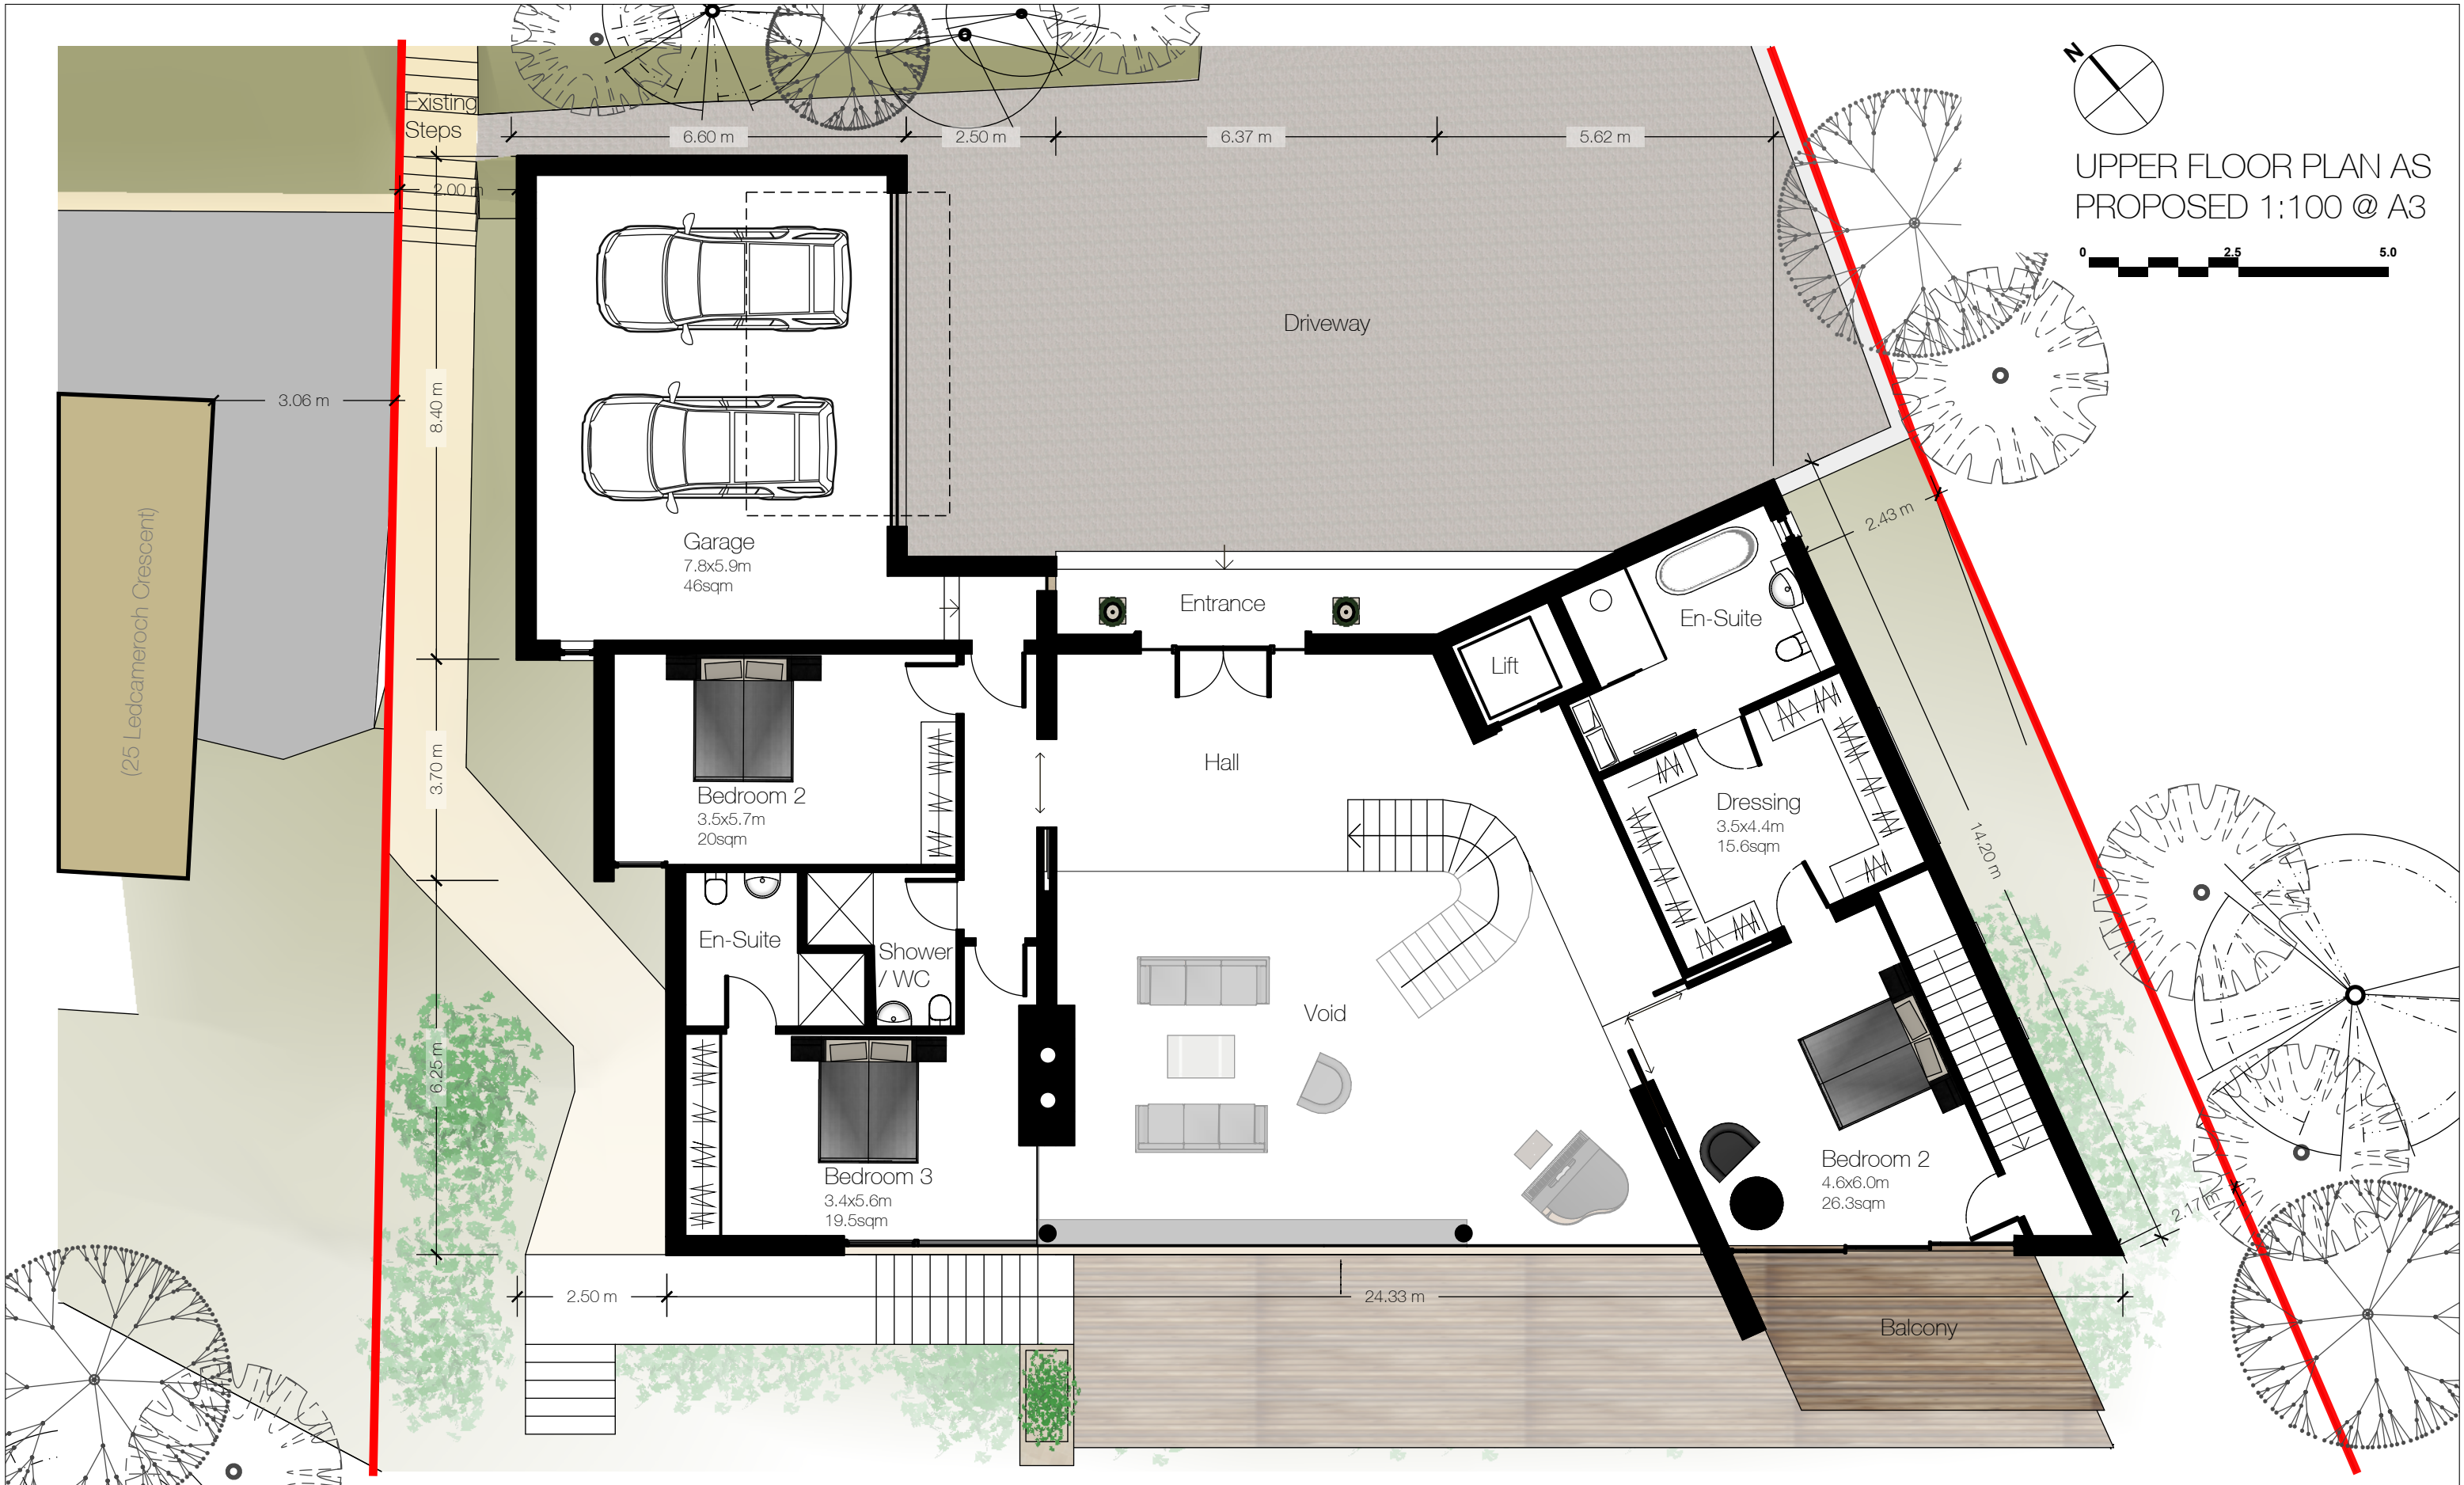 N
UPPER FLOOR PLAN AS
PROPOSED 1:100 @ A3
0 2.5 5.0
Existing
Steps
6.60 m
2.50 m
6.37 m
5.62 m
2.00 m
3.06 m
8.40 m
Driveway
(25 Ledcameroch Crescent)
Garage
7.8x5.9m
46sqm
Entrance
En-Suite
2.43 m
Lift
Hall
3.70 m
Bedroom 2
3.5x5.7m
20sqm
Dressing
3.5x4.4m
15.6sqm
14.20 m
En-Suite
Shower
/ WC
Void
6.25 m
Bedroom 3
3.4x5.6m
19.5sqm
Bedroom 2
4.6x6.0m
26.3sqm
2.17 m
2.50 m
24.33 m
Balcony